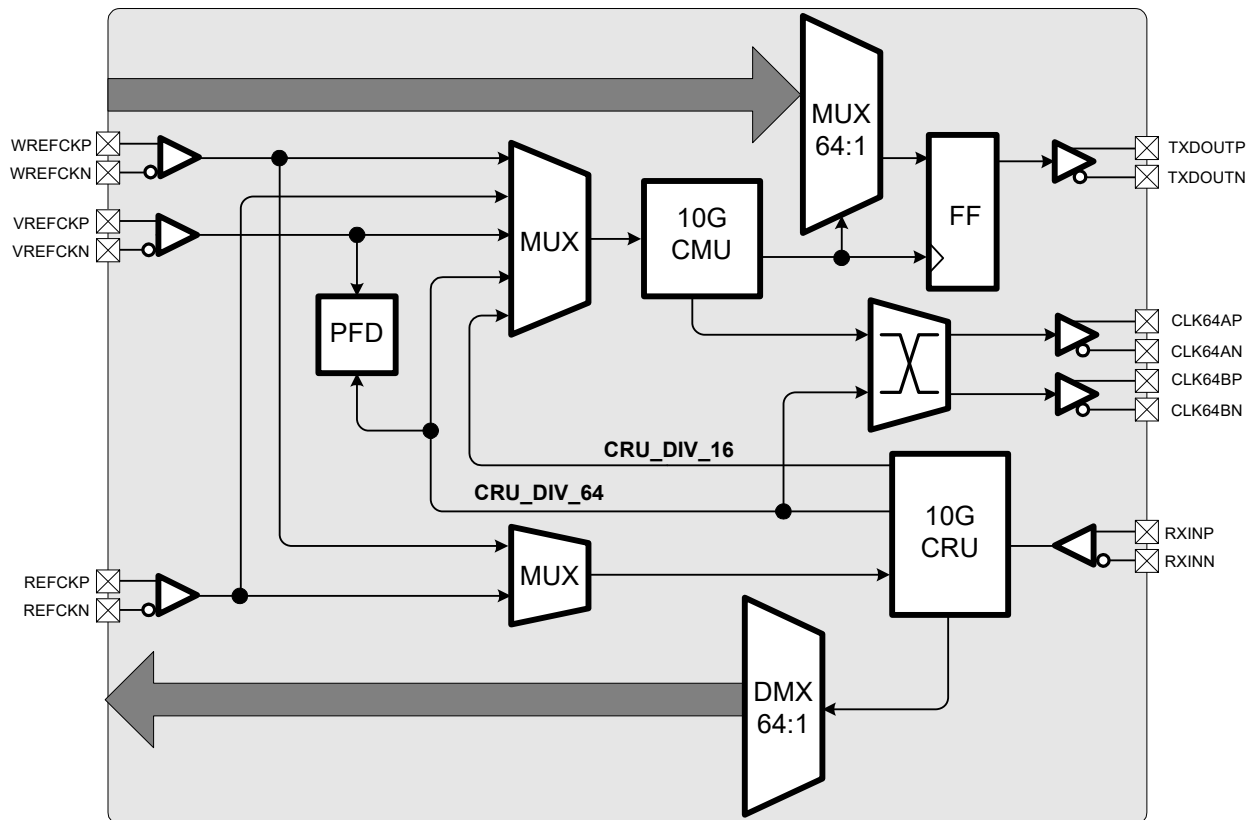 MUX
64:1
WREFCKP
WREFCKN
VREFCKP
VREFCKN
MUX
10G
CMU
FF
TXDOUTP
TXDOUTN
PFD
CLK64AP
CLK64AN
CLK64BP
CLK64BN
CRU_DIV_16
CRU_DIV_64
10G
CRU
RXINP
RXINN
REFCKP
REFCKN
MUX
DMX
64:1